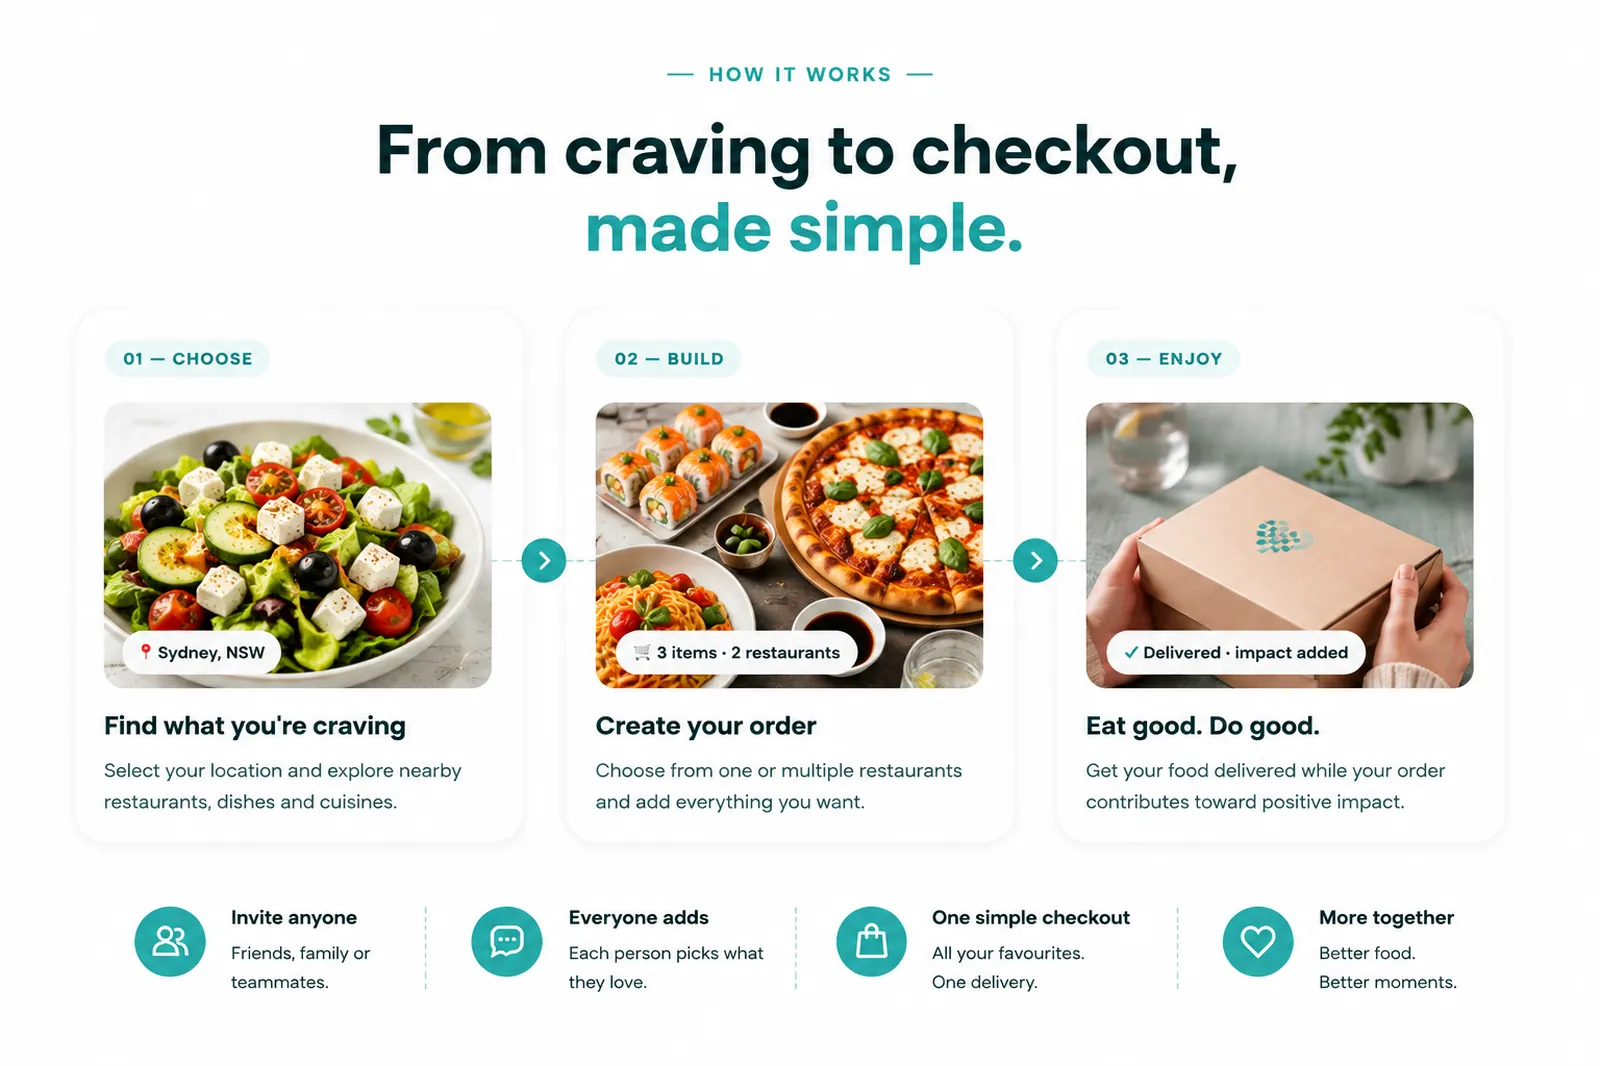 HOW IT WORKS
From craving to checkout,
made simple.
01 — CHOOSE
Sydney, NSW
Find what you're craving
Select your location and explore nearby
restaurants, dishes and cuisines.
02 — BUILD
3 items · 2 restaurants
Create your order
Choose from one or multiple restaurants
and add everything you want.
03 — ENJOY
✓ Delivered · impact added
Eat good. Do good.
Get your food delivered while your order
contributes toward positive impact.
Invite anyone
Friends, family or
teammates.
Everyone adds
Each person picks what
they love.
One simple checkout
All your favourites.
One delivery.
More together
Better food.
Better moments.